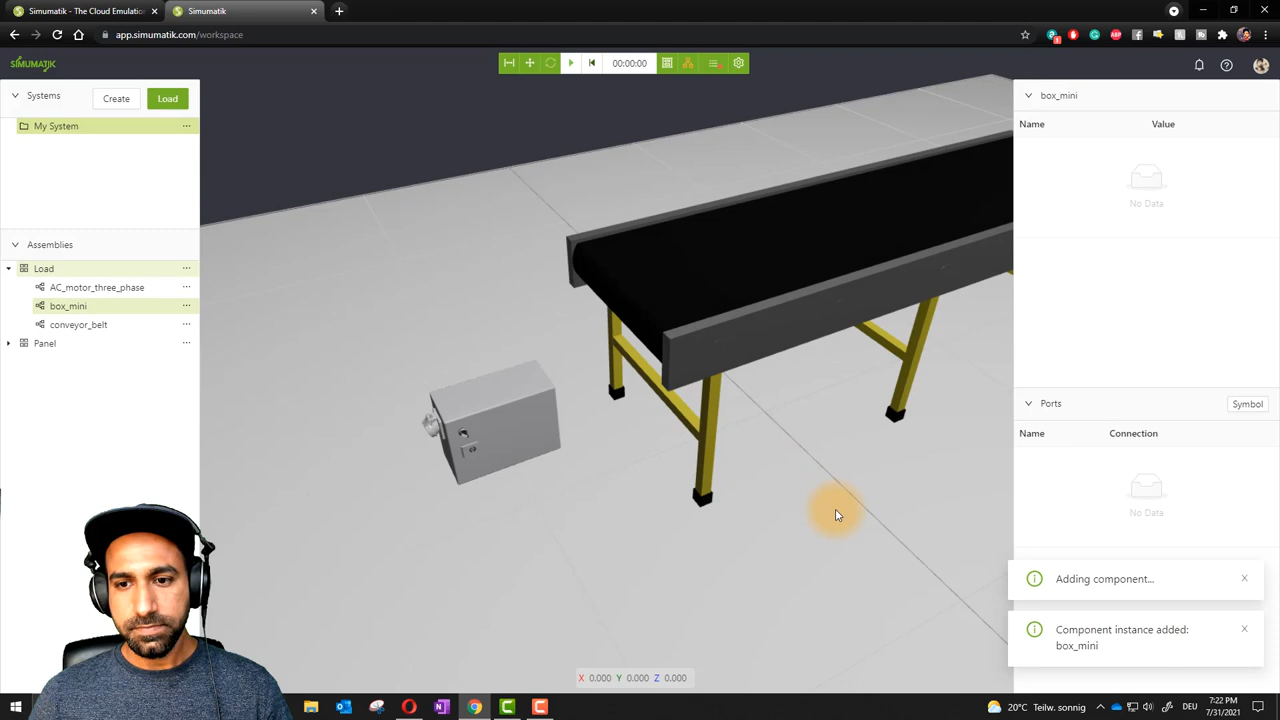 Simumatik - The Cloud Emulation
Simumatik
app.simumatik.com/workspace
SIMUMATIK
00:00:00
Systems
Create
Load
My System
Assemblies
Load
AC_motor_three_phase
box_mini
conveyor_belt
Panel
box_mini
Name Value
No Data
Ports
Symbol
Name Connection
No Data
Adding component...
Component instance added:
box_mini
X 0.000 Y 0.000 Z 0.000
20°C Teilw. sonnig
DEU
7:22 PM
7/31/2021